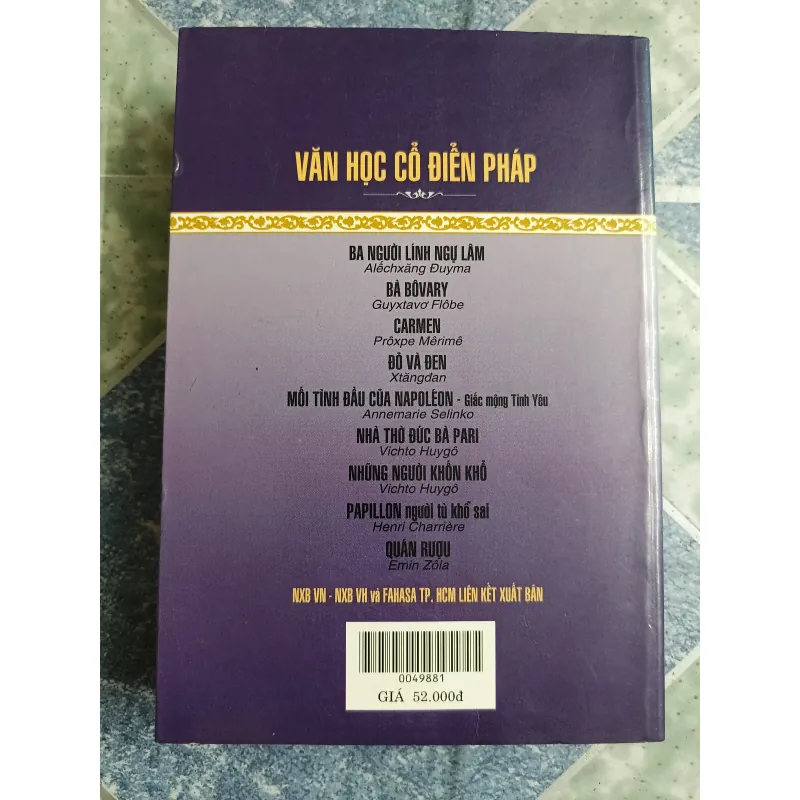 VĂN HỌC CỔ ĐIỂN PHÁP
BA NGƯỜI LÍNH NGỰ LÂM
Alếchxăng Đuyma
BÀ BÔVARY
Guyxtavơ Flôbe
CARMEN
Prôxpe Mêrimê
ĐỎ VÀ ĐEN
Xtăngđan
MỐI TÌNH ĐẦU CỦA NAPOLÉON - Giấc mộng Tình Yêu
Annemarie Selinko
NHÀ THỜ ĐỨC BÀ PARI
Vichto Huygô
NHỮNG NGƯỜI KHỐN KHỔ
Vichto Huygô
PAPILLON người tù khổ sai
Henri Charrière
QUÁN RƯỢU
Emin Zôla
NXB VN - NXB VH và FAHASA TP. HCM LIÊN KẾT XUẤT BẢN
0049881
GIÁ 52.000đ